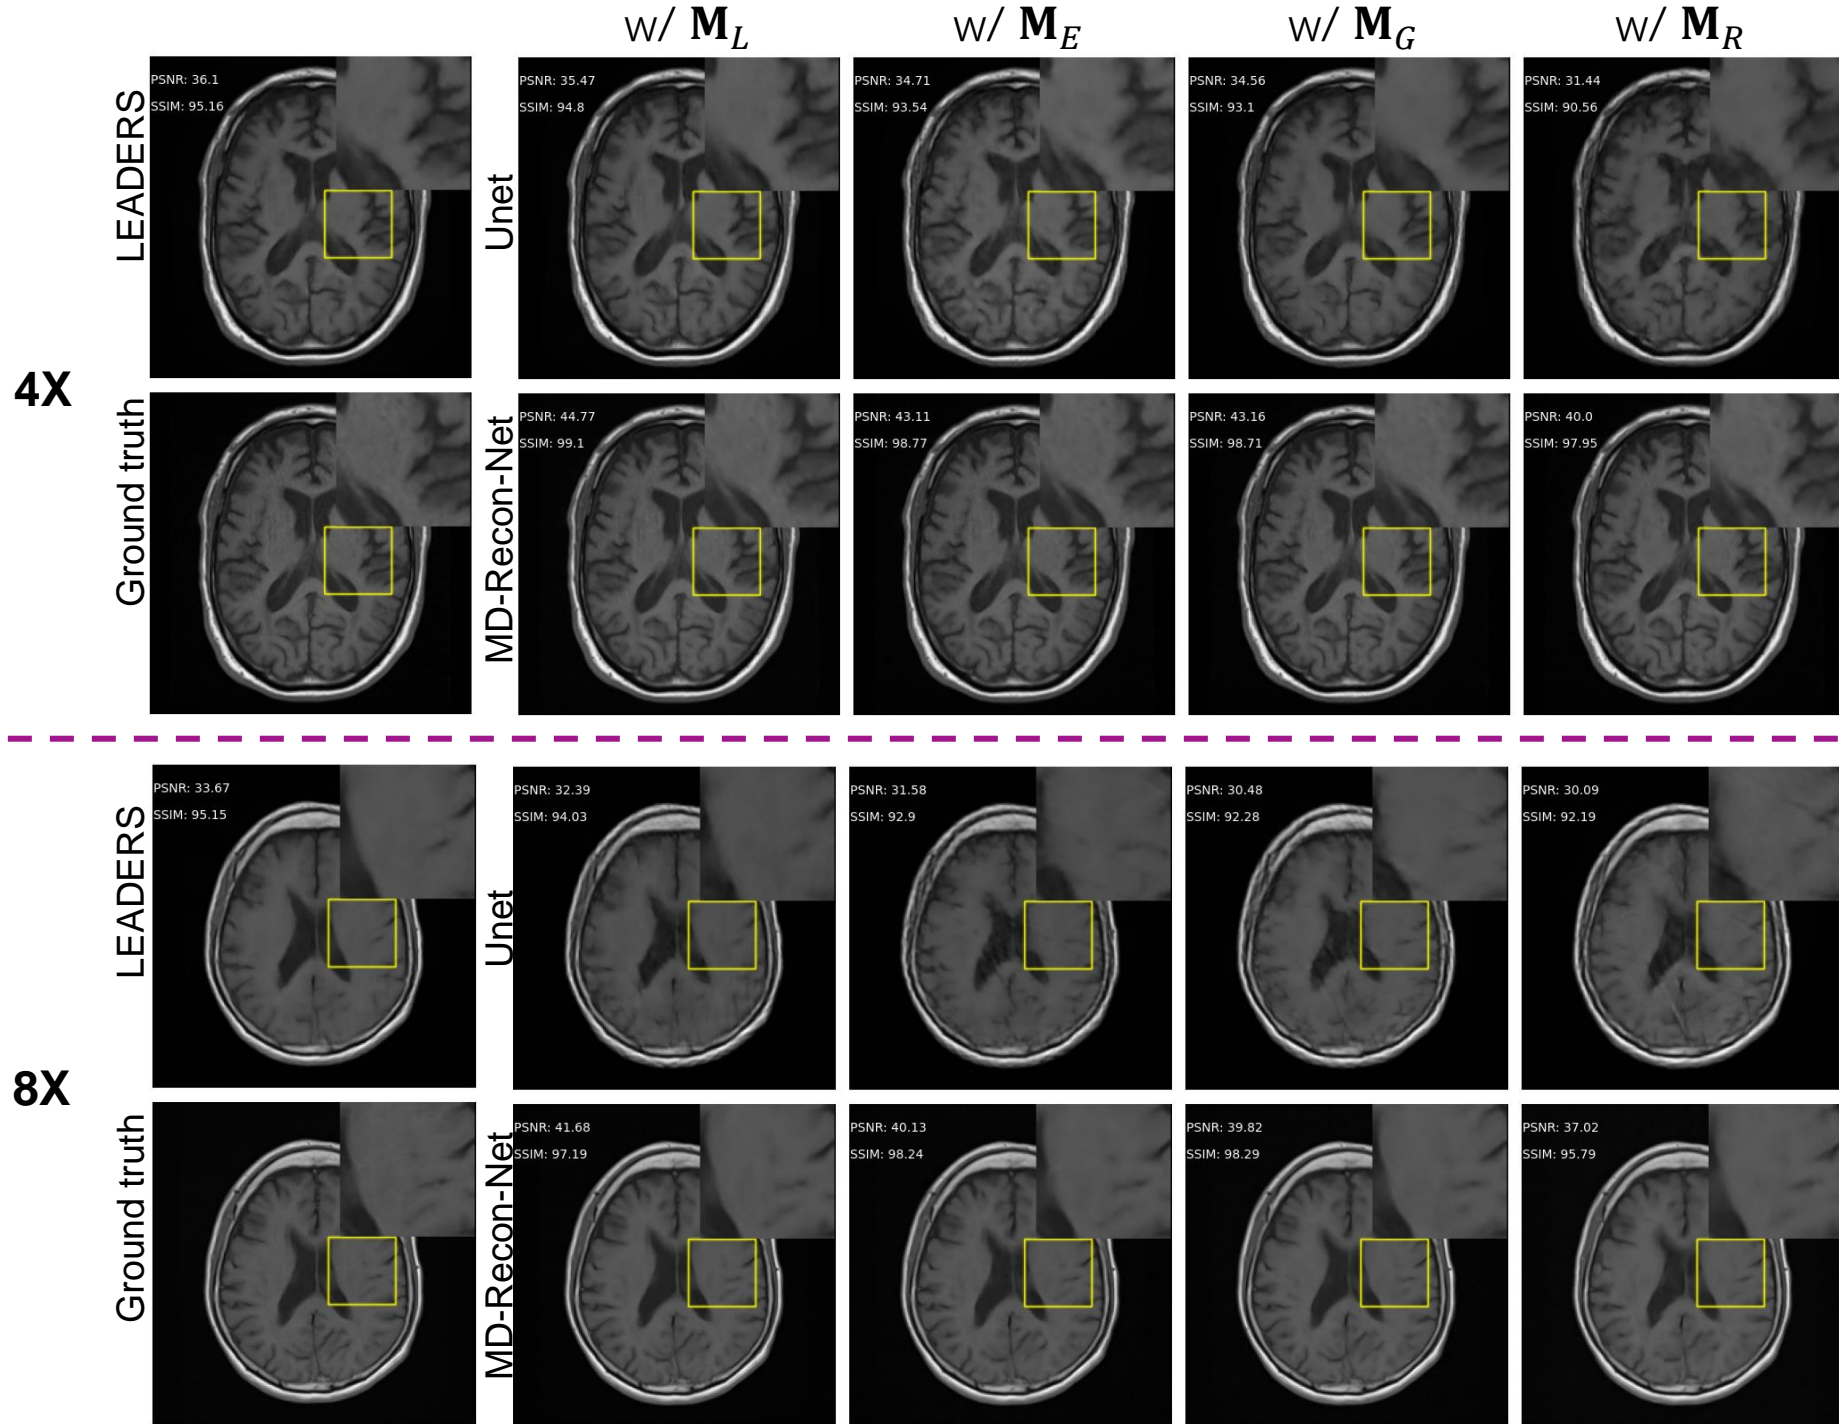 w/ M_L
w/ M_E
w/ M_G
w/ M_R
4X
LEADERS
PSNR: 36.1
SSIM: 95.16
Unet
PSNR: 35.47
SSIM: 94.8
PSNR: 34.71
SSIM: 93.54
PSNR: 34.56
SSIM: 93.1
PSNR: 31.44
SSIM: 90.56
Ground truth
MD-Recon-Net
PSNR: 44.77
SSIM: 99.1
PSNR: 43.11
SSIM: 98.77
PSNR: 43.16
SSIM: 98.71
PSNR: 40.0
SSIM: 97.95
8X
LEADERS
PSNR: 33.67
SSIM: 95.15
Unet
PSNR: 32.39
SSIM: 94.03
PSNR: 31.58
SSIM: 92.9
PSNR: 30.48
SSIM: 92.28
PSNR: 30.09
SSIM: 92.19
Ground truth
MD-Recon-Net
PSNR: 41.68
SSIM: 97.19
PSNR: 40.13
SSIM: 98.24
PSNR: 39.82
SSIM: 98.29
PSNR: 37.02
SSIM: 95.79